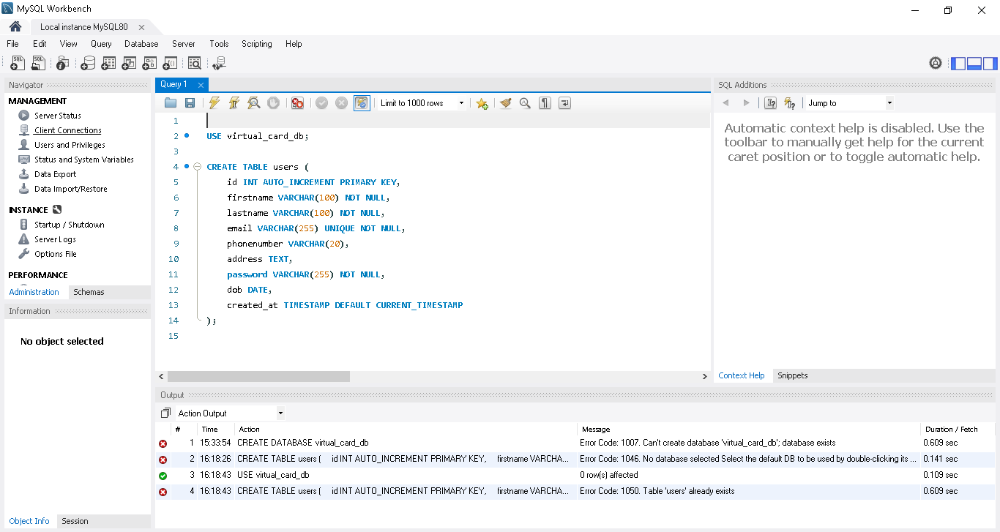 MySQL Workbench
Local instance MySQL80
File Edit View Query Database Server Tools Scripting Help
Navigator
MANAGEMENT
Server Status
Client Connections
Users and Privileges
Status and System Variables
Data Export
Data Import/Restore
INSTANCE
Startup / Shutdown
Server Logs
Options File
PERFORMANCE
Administration Schemas
Information
No object selected
Object Info Session
Query 1
Limit to 1000 rows
1
2 USE virtual_card_db;
3
4 CREATE TABLE users (
5 id INT AUTO_INCREMENT PRIMARY KEY,
6 firstname VARCHAR(100) NOT NULL,
7 lastname VARCHAR(100) NOT NULL,
8 email VARCHAR(255) UNIQUE NOT NULL,
9 phonenumber VARCHAR(20),
10 address TEXT,
11 password VARCHAR(255) NOT NULL,
12 dob DATE,
13 created_at TIMESTAMP DEFAULT CURRENT_TIMESTAMP
14 );
15
SQL Additions
Jump to
Automatic context help is disabled. Use the
toolbar to manually get help for the current
caret position or to toggle automatic help.
Context Help Snippets
Output
Action Output
# Time Action Message Duration / Fetch
1 15:33:54 CREATE DATABASE virtual_card_db Error Code: 1007. Can't create database 'virtual_card_db'; database exists 0.609 sec
2 16:18:26 CREATE TABLE users ( id INT AUTO_INCREMENT PRIMARY KEY, firstname VARCHA... Error Code: 1046. No database selected Select the default DB to be used by double-clicking its ... 0.141 sec
3 16:18:43 USE virtual_card_db 0 row(s) affected 0.109 sec
4 16:18:43 CREATE TABLE users ( id INT AUTO_INCREMENT PRIMARY KEY, firstname VARCHA... Error Code: 1050. Table 'users' already exists 0.609 sec